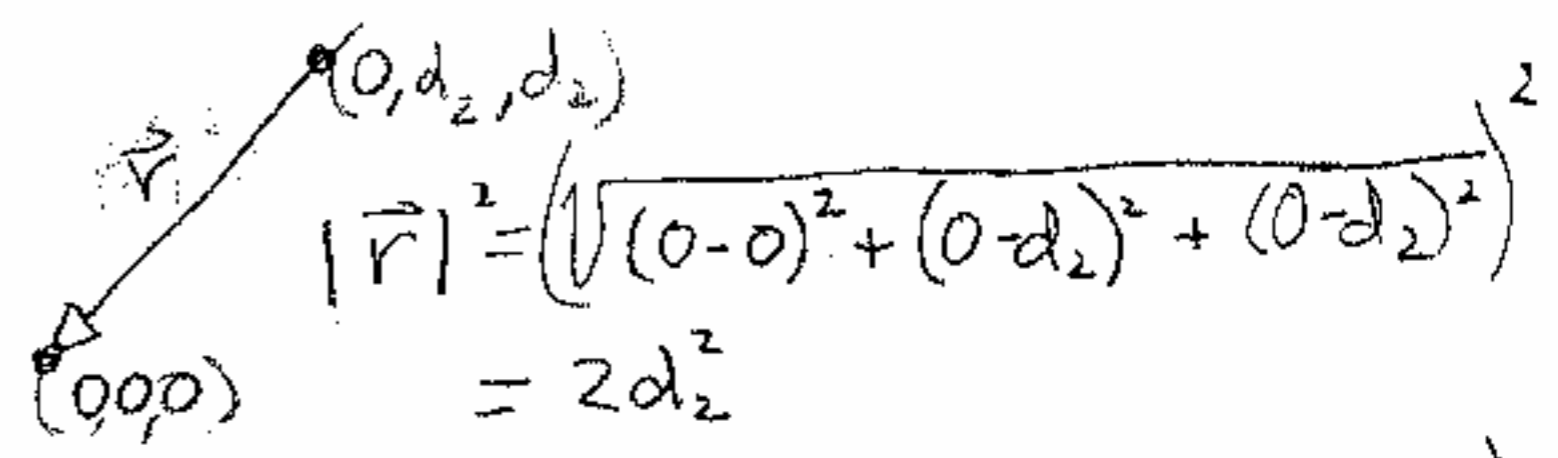 (0, d₂, d₂)
r⃗
|r⃗|² = (√((0-0)² + (0-d₂)² + (0-d₂)²))²
(0,0,0)
= 2d₂²